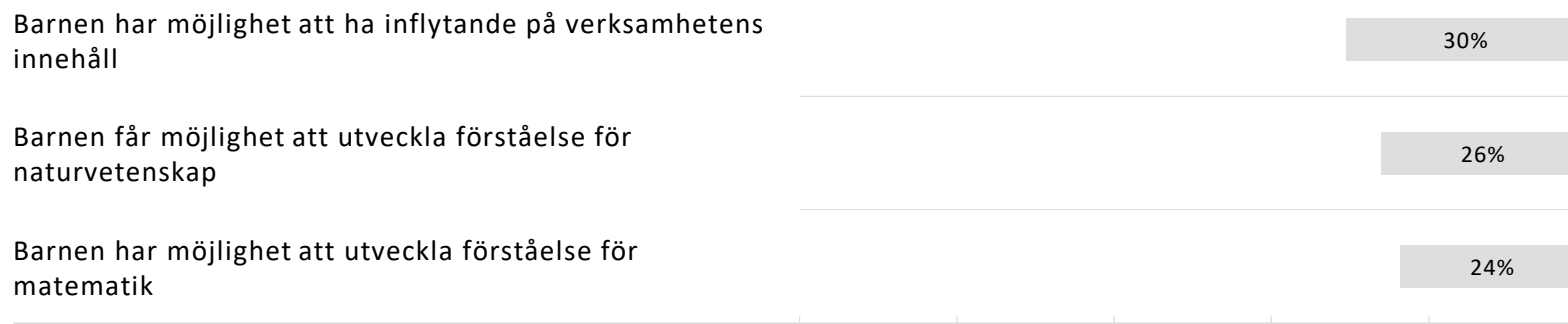 Barnen har möjlighet att ha inflytande på verksamhetens
innehåll
30%
Barnen får möjlighet att utveckla förståelse för
naturvetenskap
26%
Barnen har möjlighet att utveckla förståelse för
matematik
24%